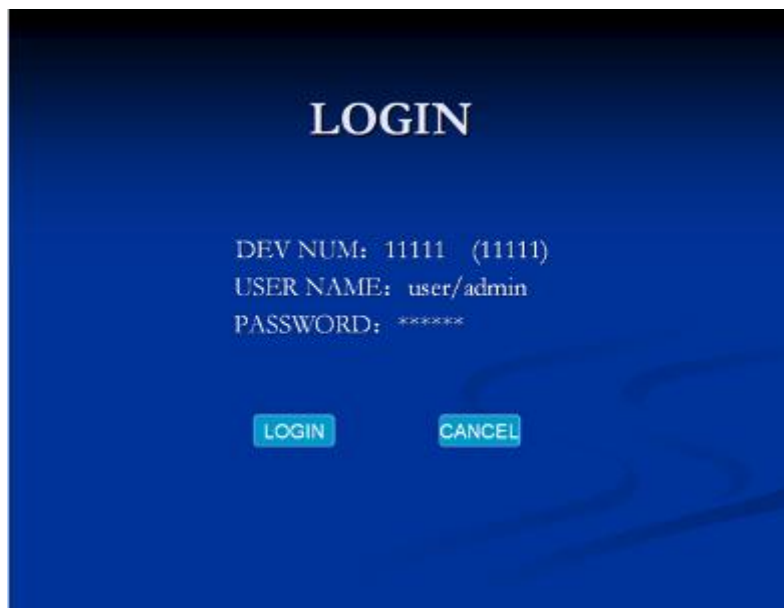 LOGIN
DEV NUM：11111 (11111)
USER NAME：user/admin
PASSWORD：******
LOGIN CANCEL